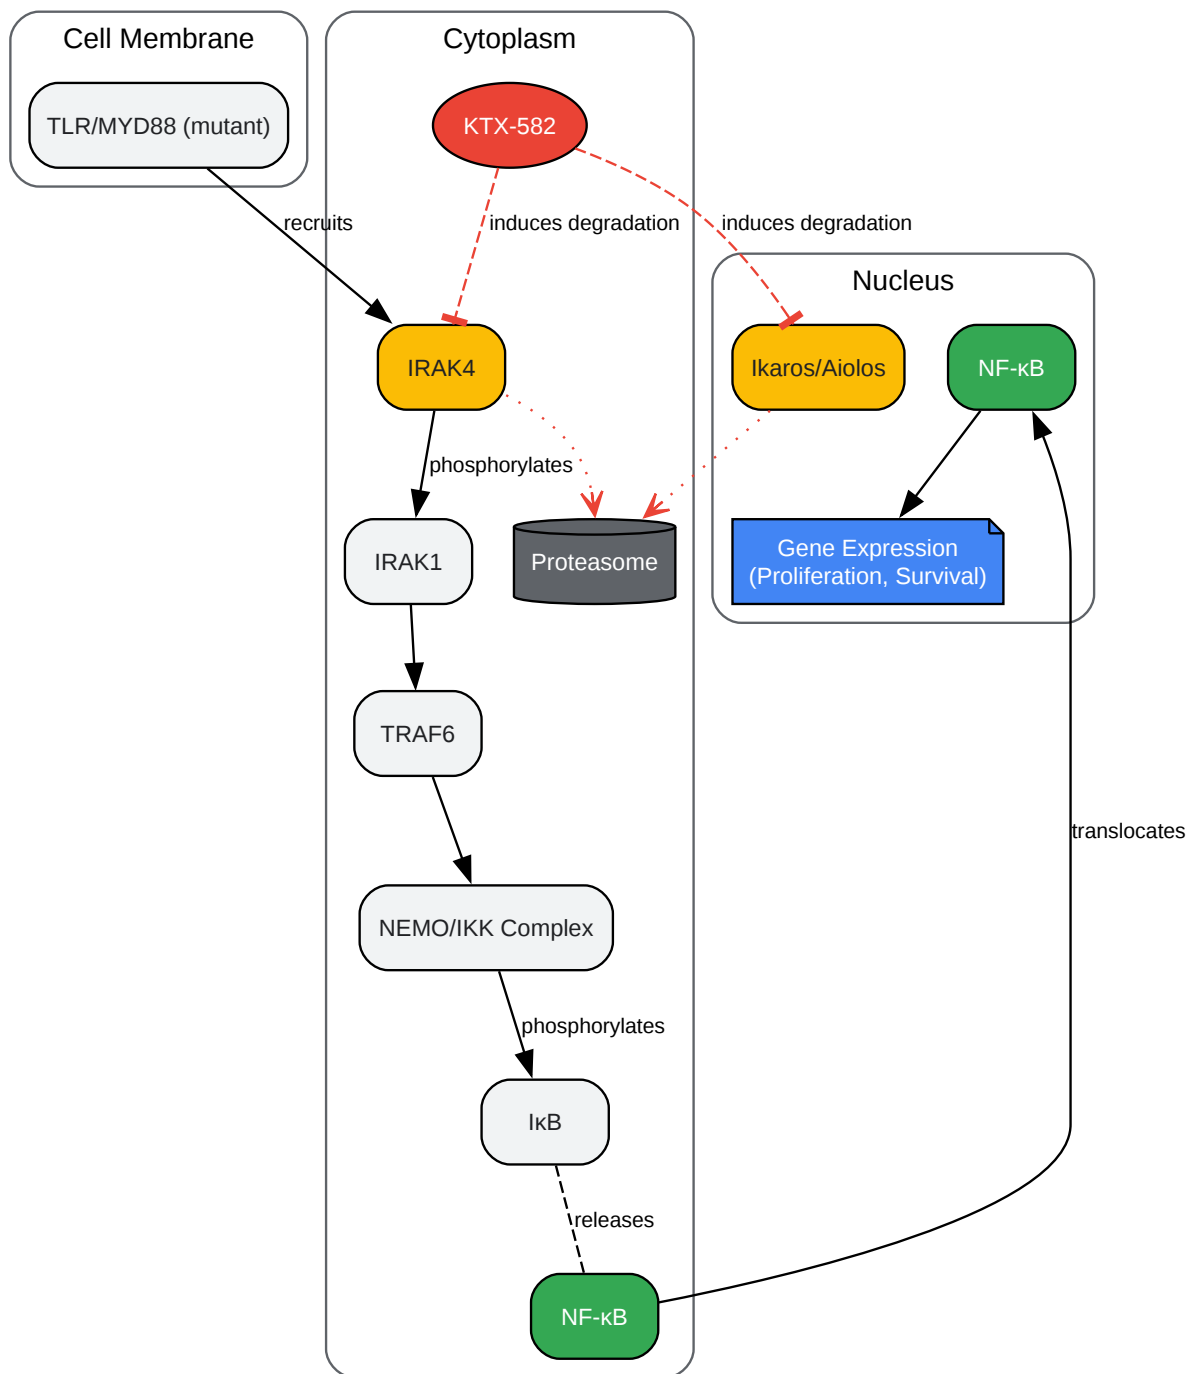 Cell Membrane
Cytoplasm
TLR/MYD88 (mutant)
KTX-582
recruits
induces degradation
induces degradation
Nucleus
IRAK4
Ikaros/Aiolos
NF-κB
phosphorylates
IRAK1
Proteasome
Gene Expression
(Proliferation, Survival)
TRAF6
translocates
NEMO/IKK Complex
phosphorylates
IκB
releases
NF-κB